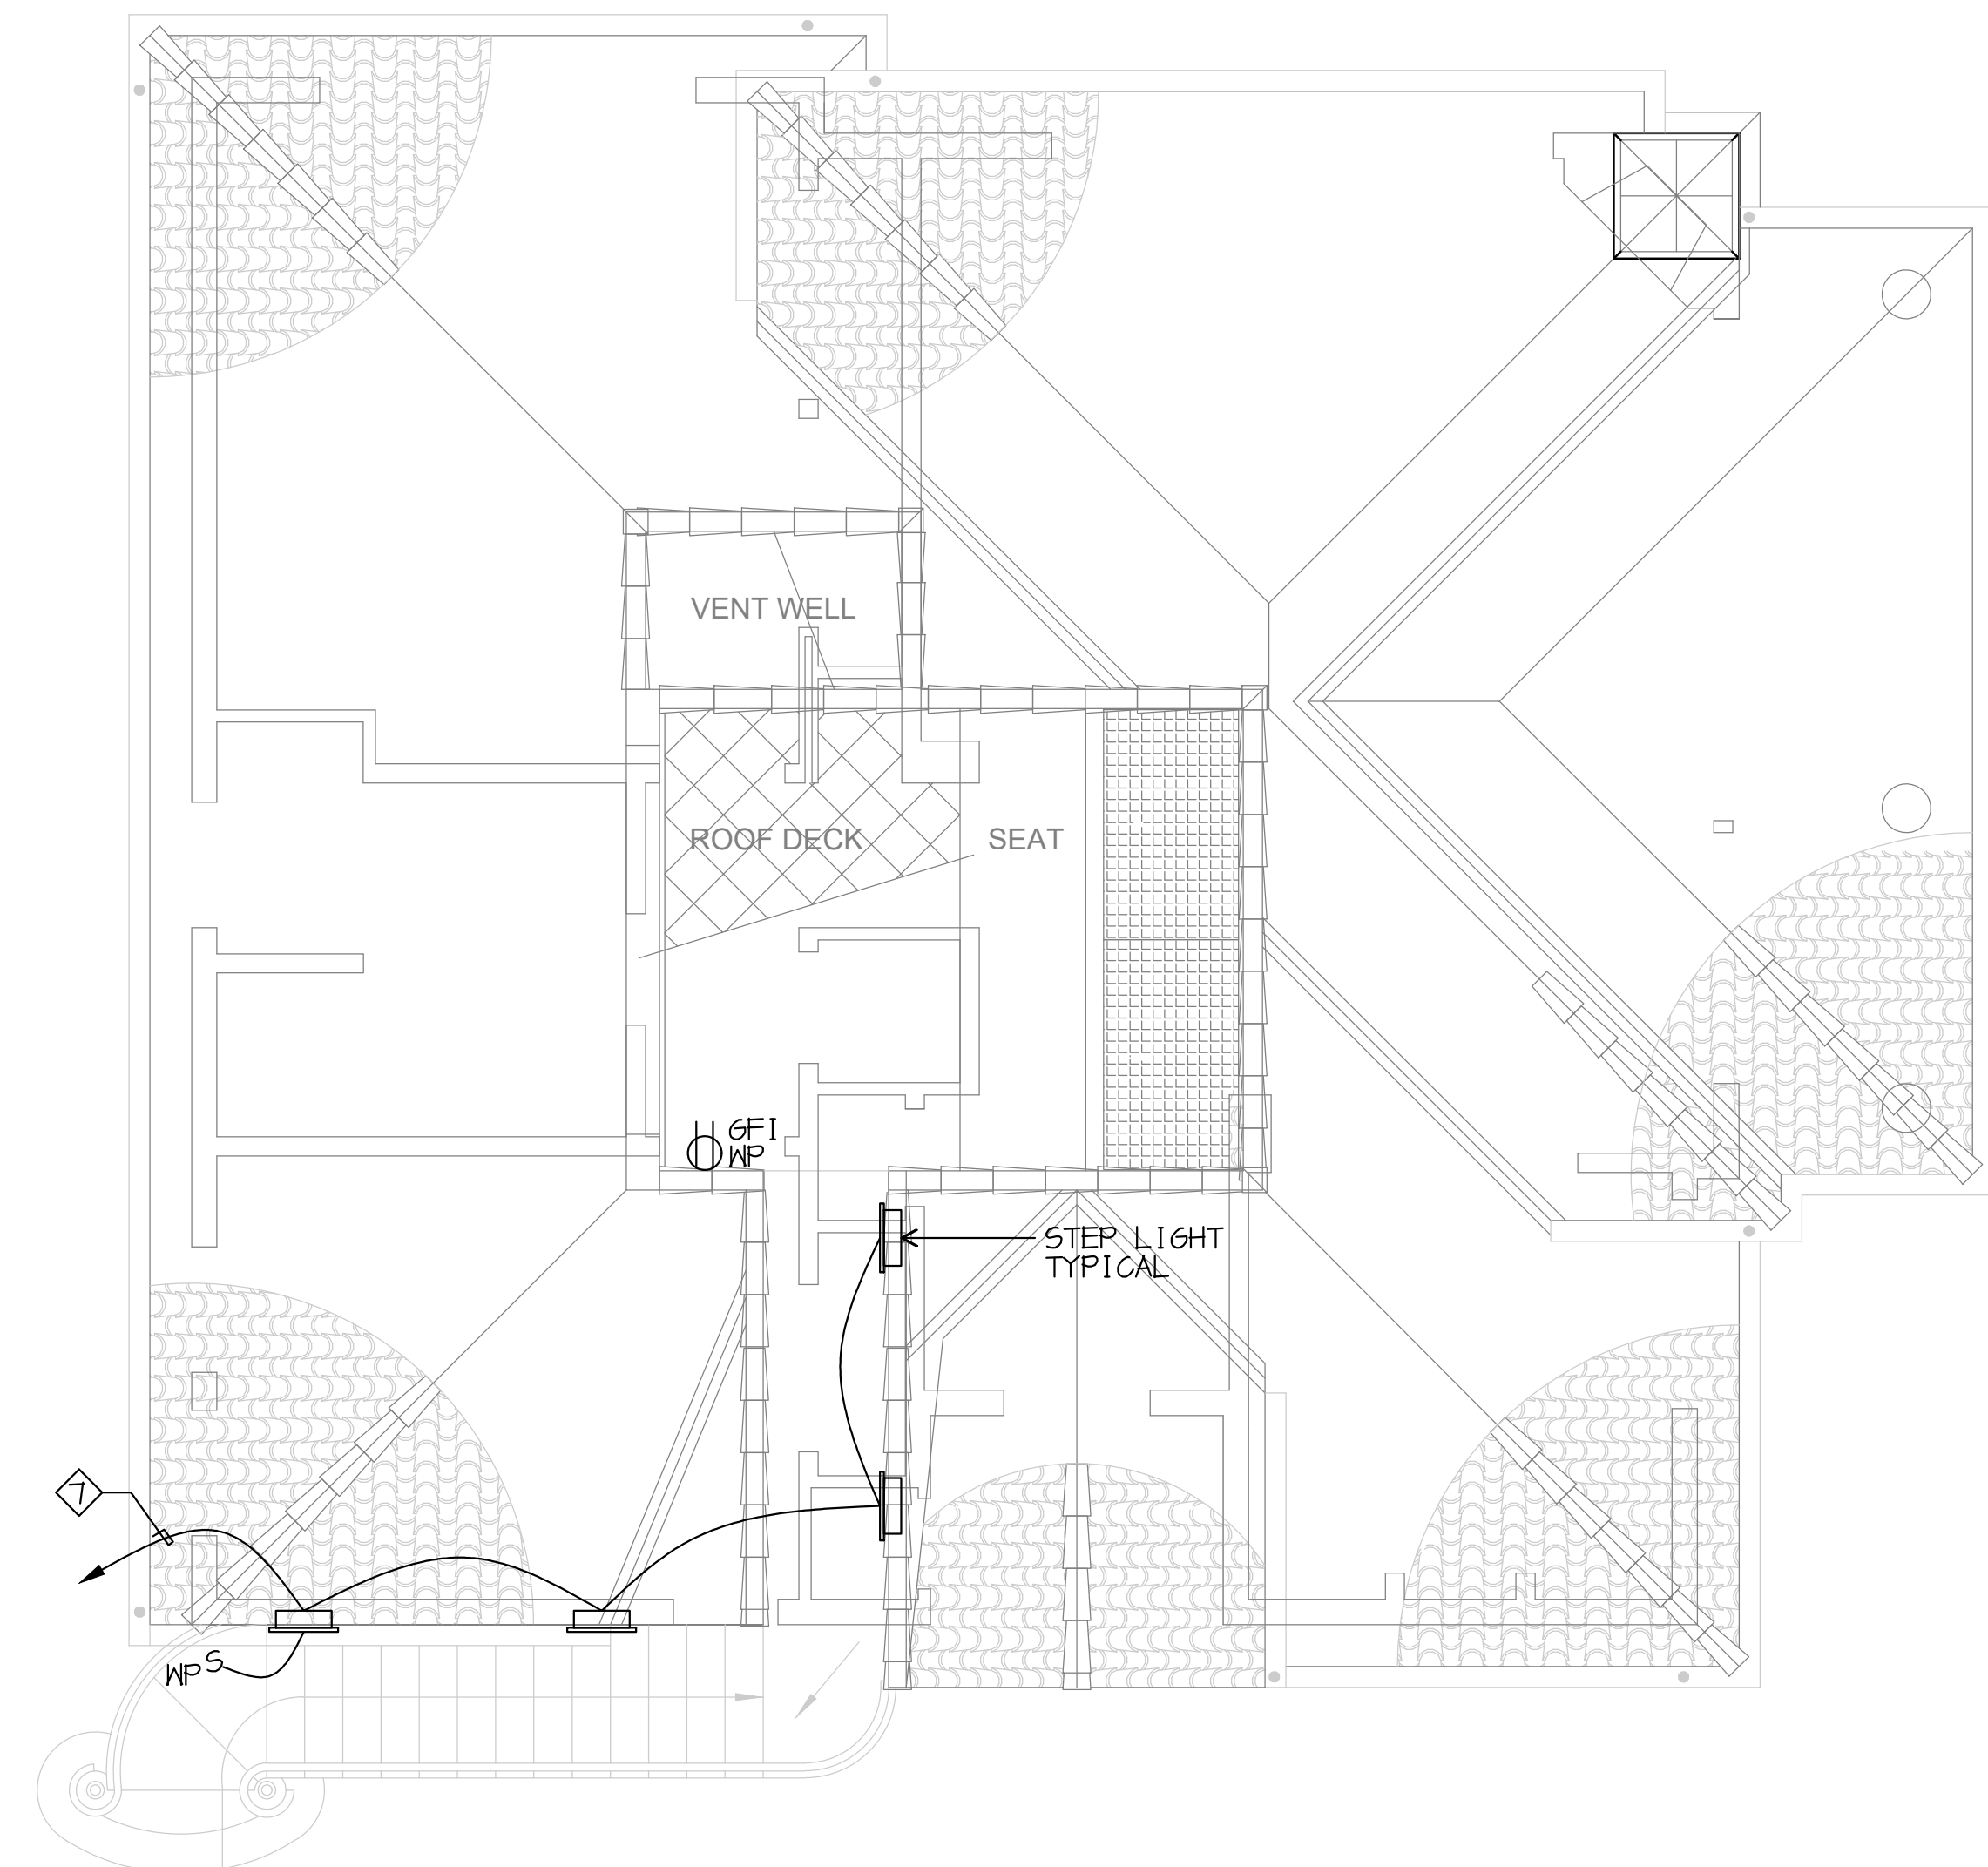 VENT WELL
ROOF DECK
SEAT
GFI
WP
STEP LIGHT
TYPICAL
7
WP S